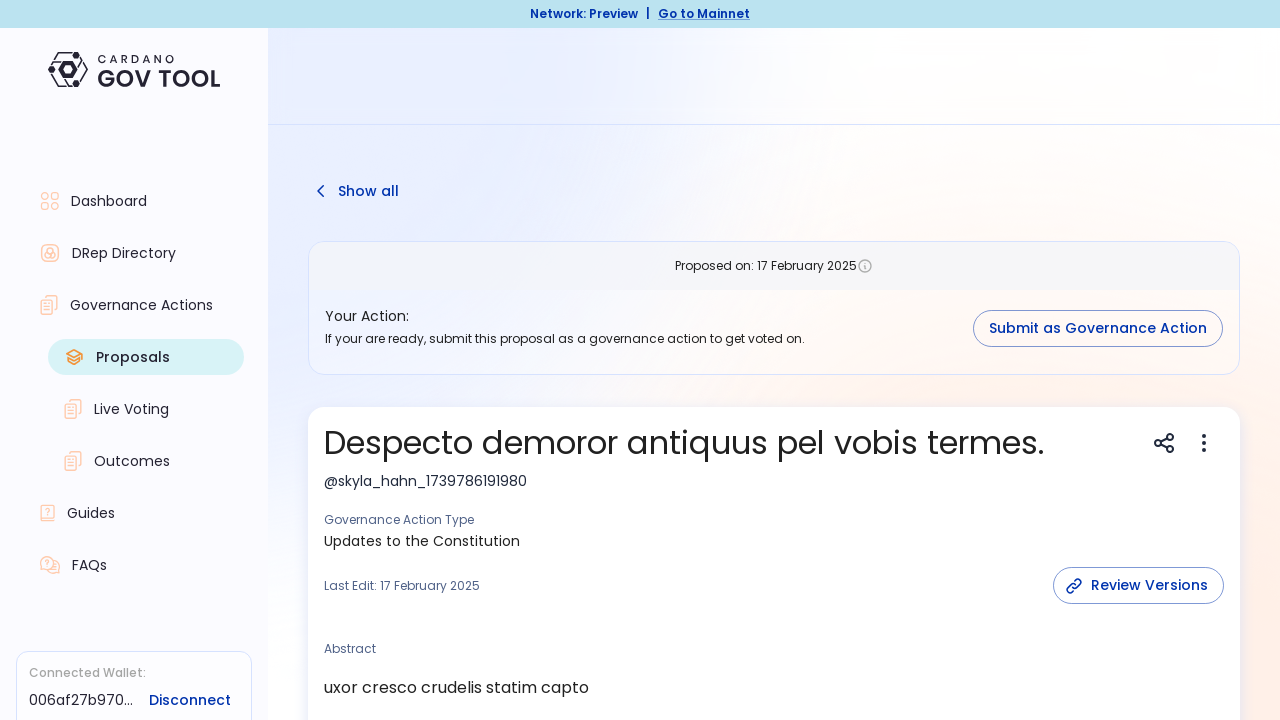 Network: Preview | Go to Mainnet
CARDANO
GOV TOOL
Dashboard
DRep Directory
Governance Actions
Proposals
Live Voting
Outcomes
Guides
FAQs
Connected Wallet:
006af27b970... Disconnect
Show all
Proposed on: 17 February 2025
Your Action:
If your are ready, submit this proposal as a governance action to get voted on.
Submit as Governance Action
Despecto demoror antiquus pel vobis termes.
@skyla_hahn_1739786191980
Governance Action Type
Updates to the Constitution
Last Edit: 17 February 2025
Review Versions
Abstract
uxor cresco crudelis statim capto